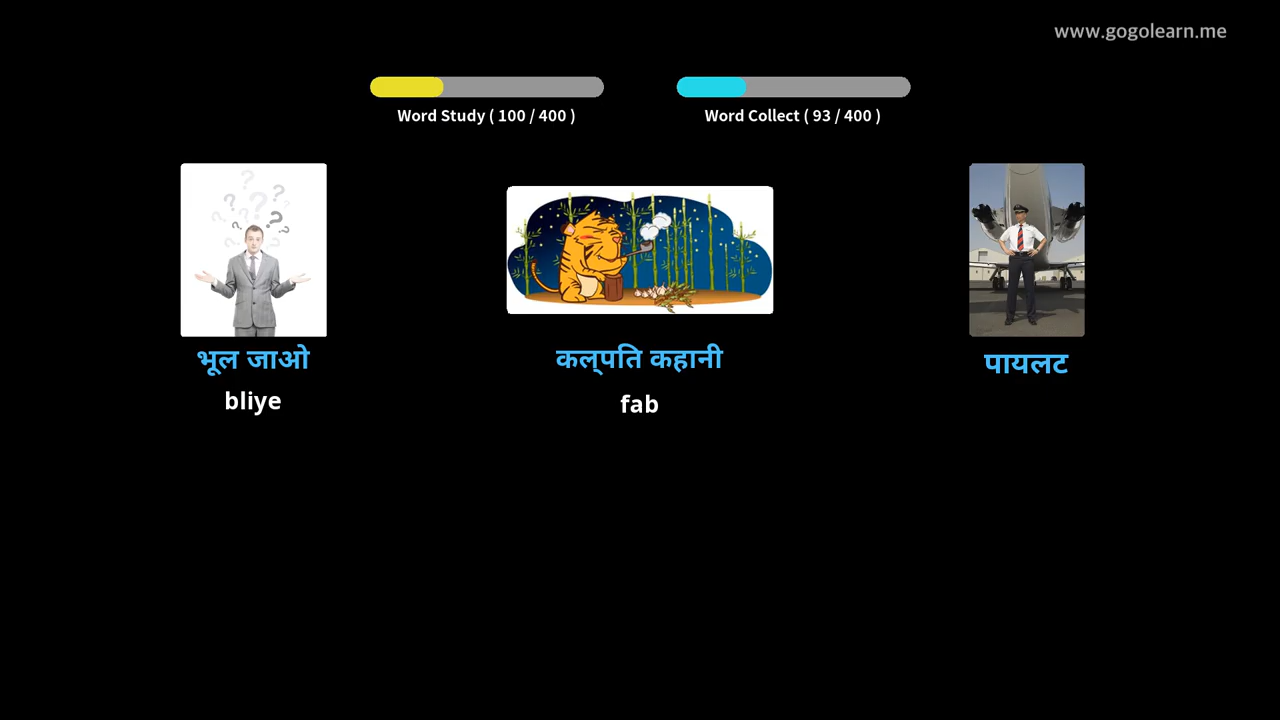 www.gogolearn.me
Word Study ( 100 / 400 )
Word Collect ( 93 / 400 )
भूल जाओ
bliye
कल्‌पति कहानी
fab
पायलट